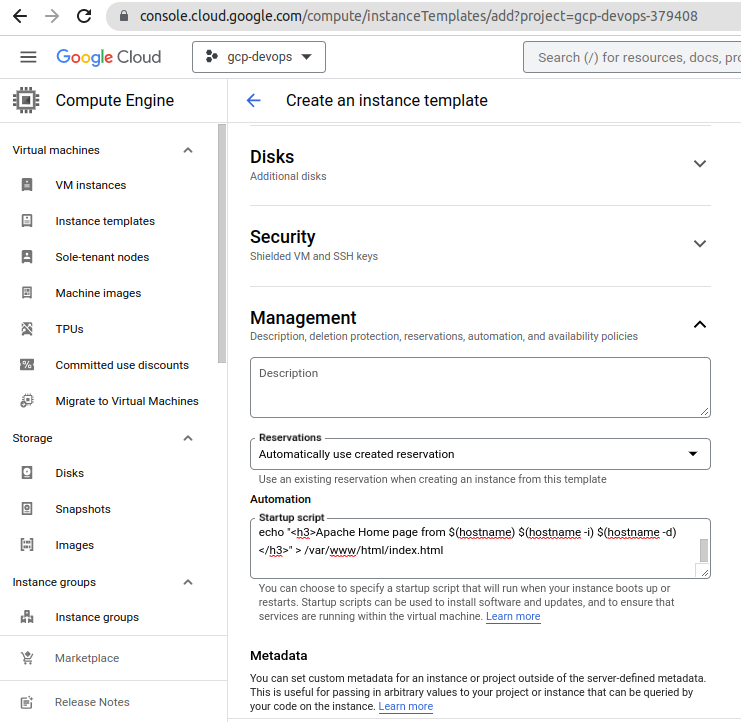 console.cloud.google.com/compute/instanceTemplates/add?project=gcp-devops-379408
Google Cloud
gcp-devops
Search (/) for resources, docs, pro
Compute Engine
Create an instance template
Virtual machines
VM instances
Instance templates
Sole-tenant nodes
Machine images
TPUs
Committed use discounts
Migrate to Virtual Machines
Storage
Disks
Snapshots
Images
Instance groups
Instance groups
Marketplace
Release Notes
Disks
Additional disks
Security
Shielded VM and SSH keys
Management
Description, deletion protection, reservations, automation, and availability policies
Description
Reservations
Automatically use created reservation
Use an existing reservation when creating an instance from this template
Automation
Startup script
echo "<h3>Apache Home page from $(hostname) $(hostname -i) $(hostname -d)
</h3>" > /var/www/html/index.html
You can choose to specify a startup script that will run when your instance boots up or
restarts. Startup scripts can be used to install software and updates, and to ensure that
services are running within the virtual machine. Learn more
Metadata
You can set custom metadata for an instance or project outside of the server-defined metadata.
This is useful for passing in arbitrary values to your project or instance that can be queried by
your code on the instance. Learn more